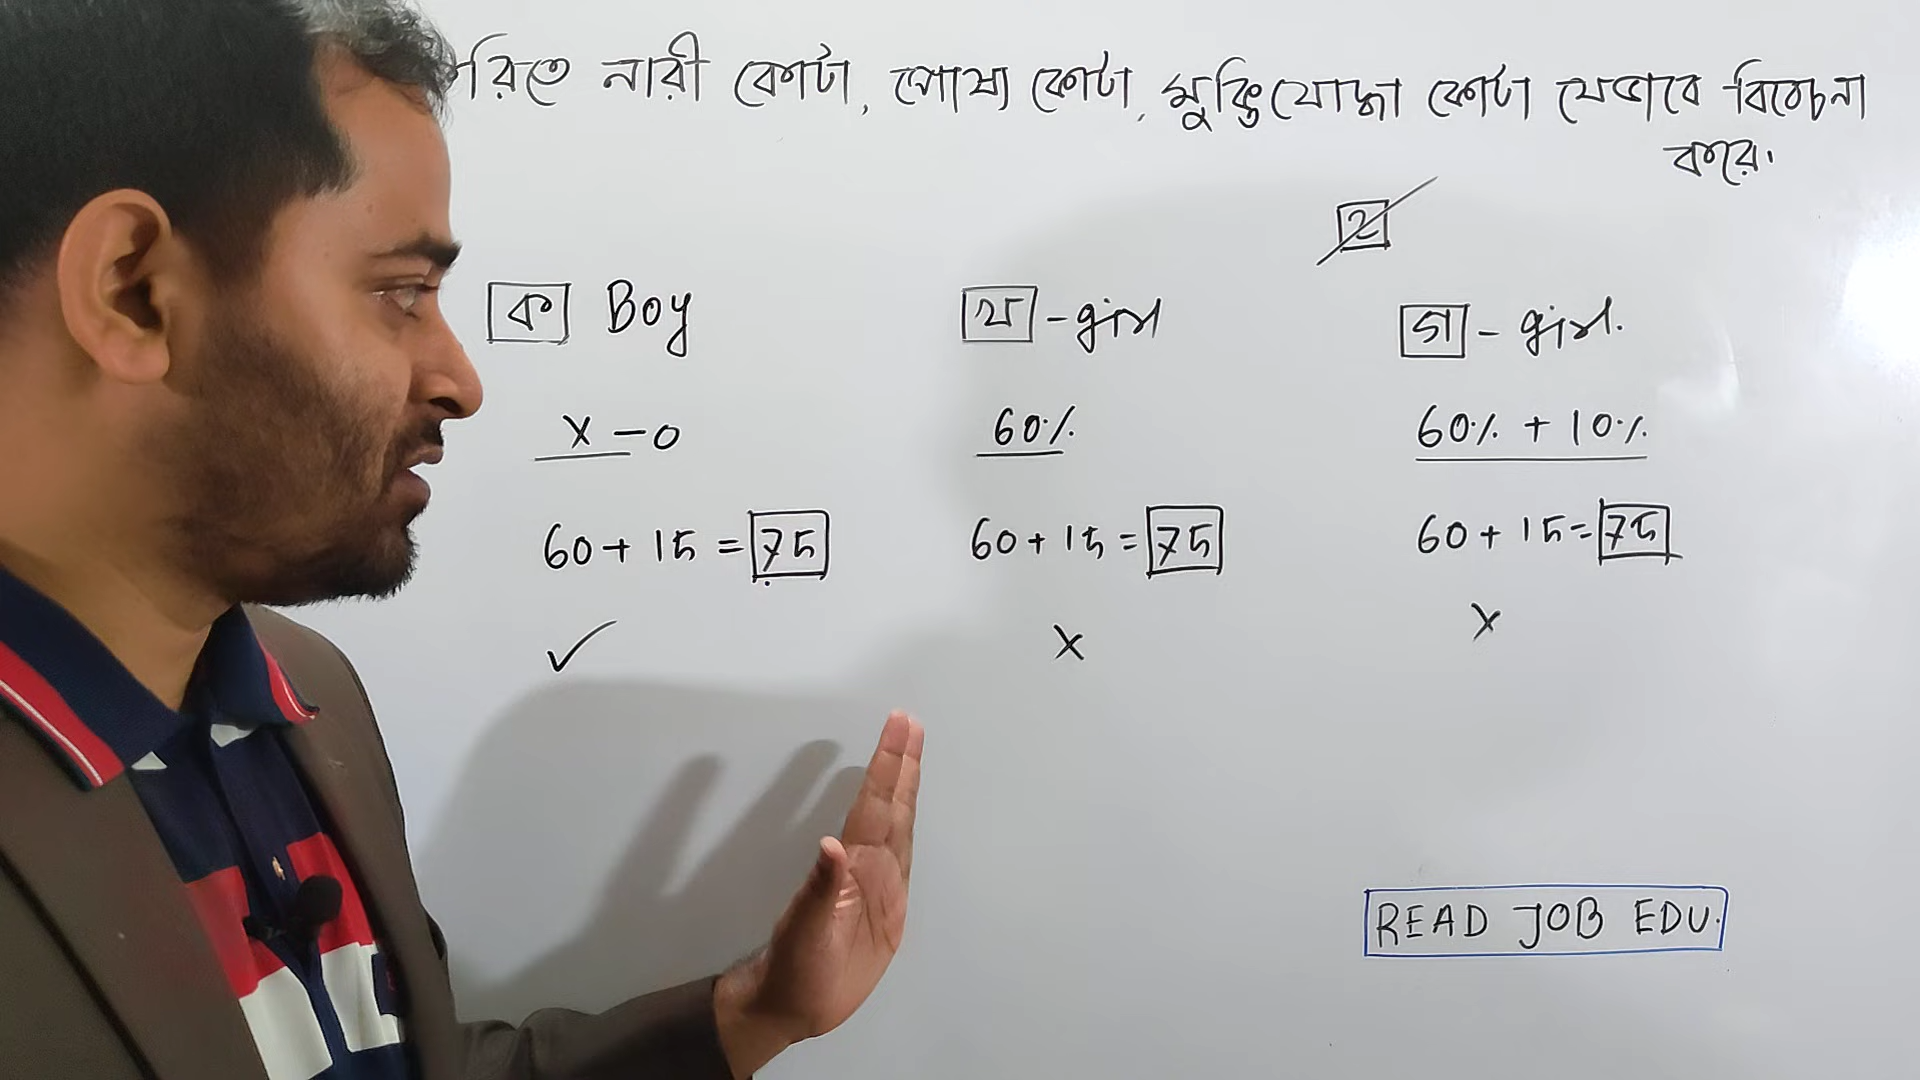 রিতে নারী কোটা, পোষ্য কোটা, মুক্তিযোদ্ধা কোটা যেভাবে বিবেচনা
করে।
২
ক Boy
খ - girl
গ - girl.
X - 0
60%
60% + 10%
60 + 15 = 75
60 + 15 = 75
60 + 15 = 75
✓
X
X
READ JOB EDU.